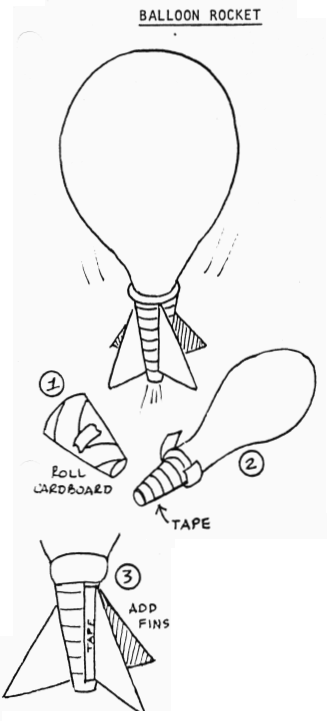 BALLOON ROCKET
1
ROLL
CARDBOARD
2
TAPE
3
ADD
FINS
TAPE